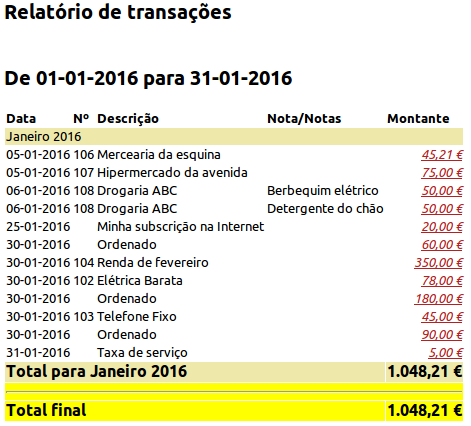 Relatório de transações
De 01-01-2016 para 31-01-2016
Data Nº Descrição Nota/Notas Montante
Janeiro 2016
05-01-2016 106 Mercearia da esquina 45,21 €
05-01-2016 107 Hipermercado da avenida 75,00 €
06-01-2016 108 Drogaria ABC Berbequim elétrico 50,00 €
06-01-2016 108 Drogaria ABC Detergente do chão 50,00 €
25-01-2016 Minha subscrição na Internet 20,00 €
30-01-2016 Ordenado 60,00 €
30-01-2016 104 Renda de fevereiro 350,00 €
30-01-2016 102 Elétrica Barata 78,00 €
30-01-2016 Ordenado 180,00 €
30-01-2016 103 Telefone Fixo 45,00 €
30-01-2016 Ordenado 90,00 €
31-01-2016 Taxa de serviço 5,00 €
Total para Janeiro 2016 1.048,21 €
Total final 1.048,21 €